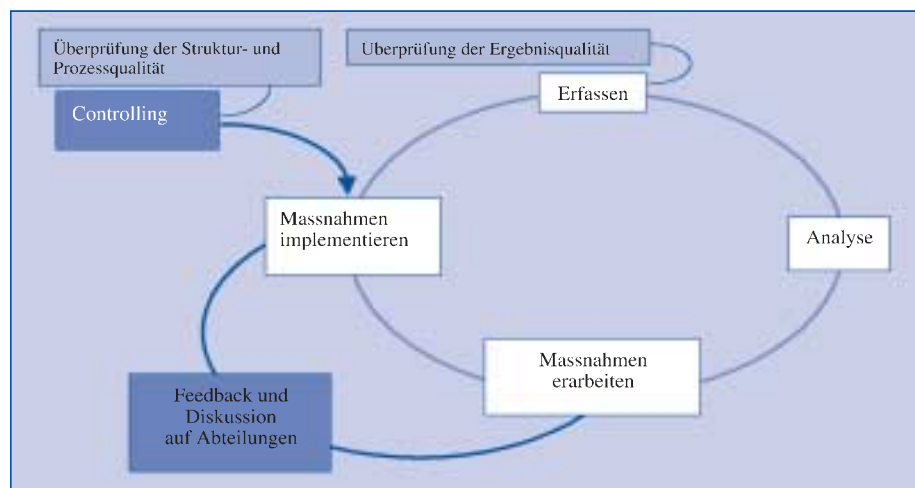 Überprüfung der Struktur- und
Prozessqualität
Uberprüfung der Ergebnisqualität
Controlling
Erfassen
Massnahmen
implementieren
Analyse
Massnahmen
erarbeiten
Feedback und
Diskussion
auf Abteilungen